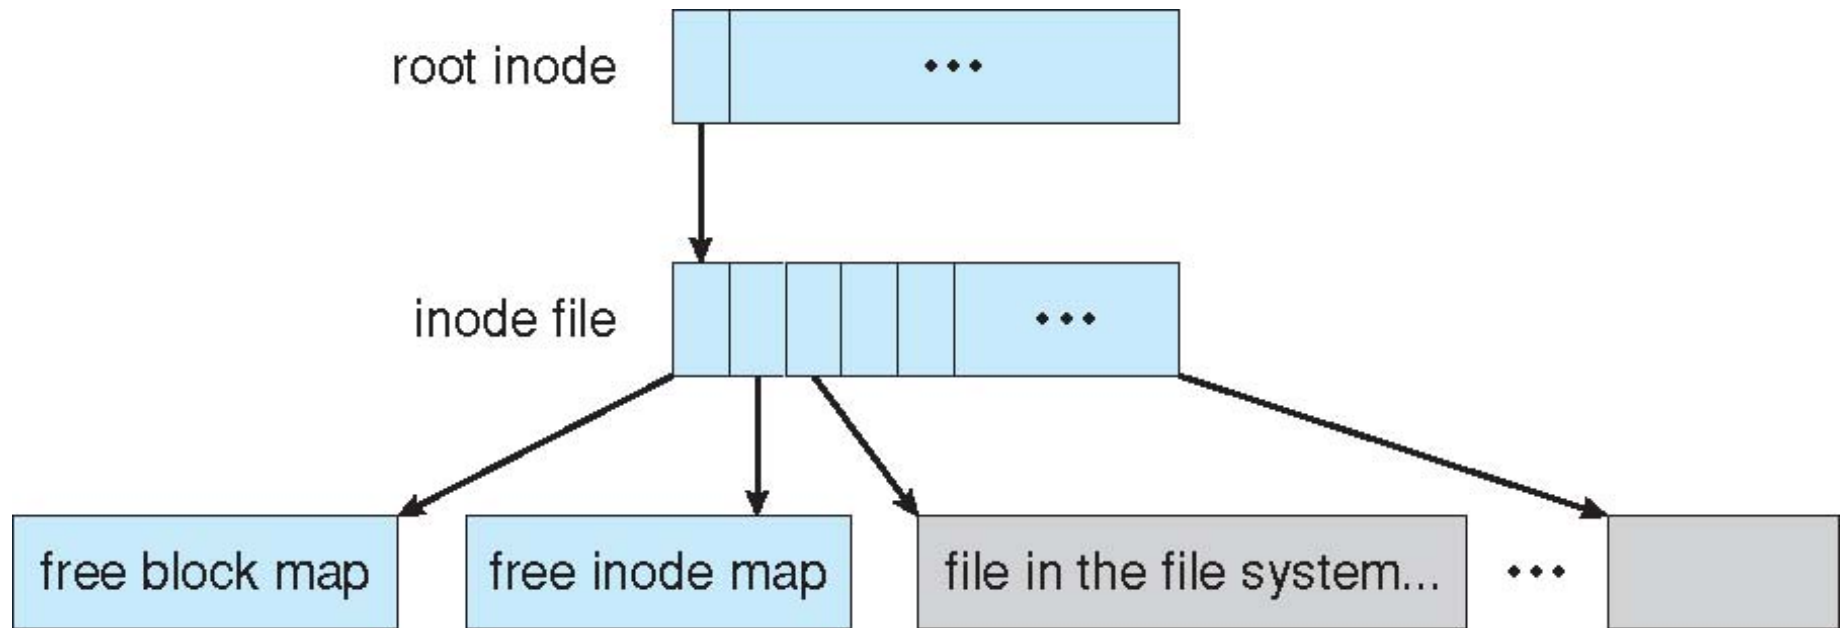 root inode
...
inode file
...
free block map
free inode map
file in the file system...
...